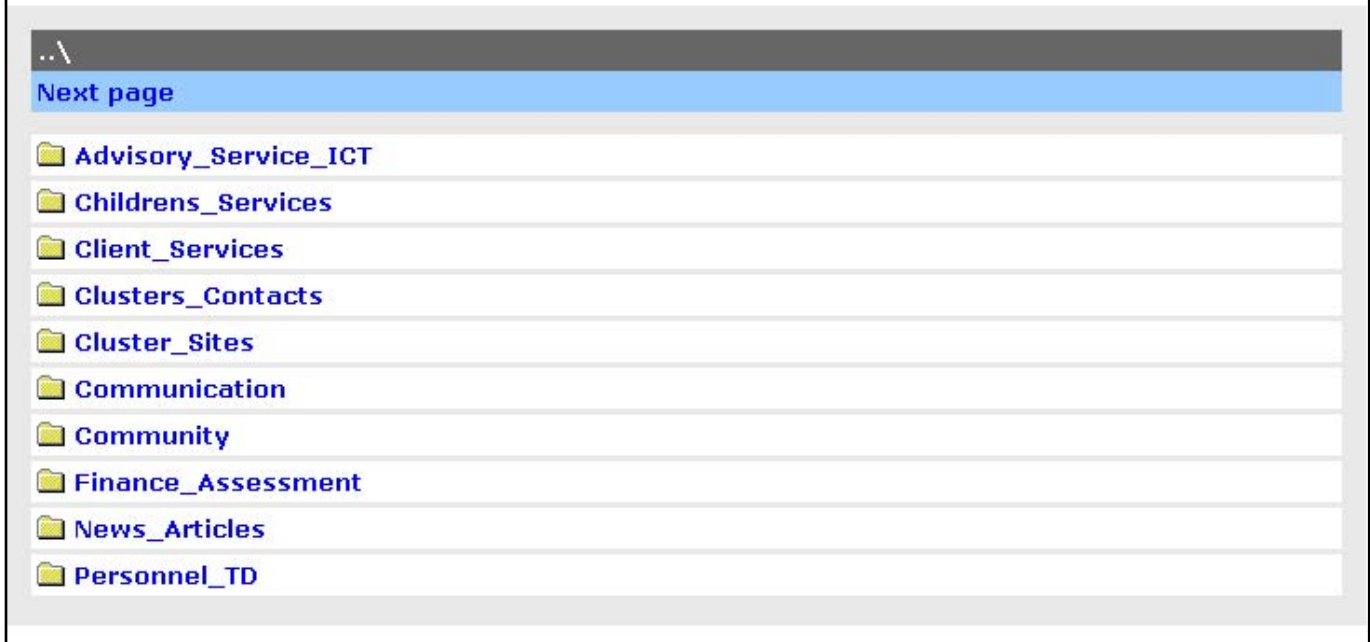 ..\
Next page
Advisory_Service_ICT
Childrens_Services
Client_Services
Clusters_Contacts
Cluster_Sites
Communication
Community
Finance_Assessment
News_Articles
Personnel_TD